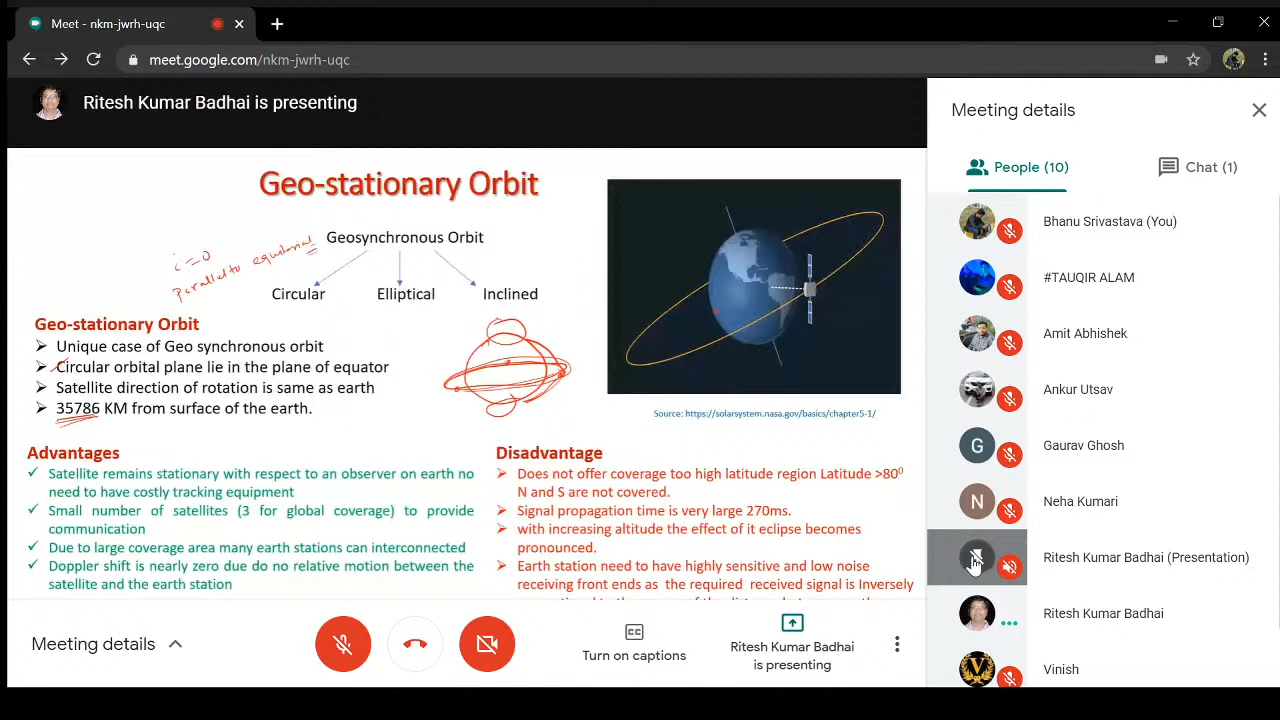 Meet - nkm-jwrh-uqc
meet.google.com/nkm-jwrh-uqc
Ritesh Kumar Badhai is presenting
Geo-stationary Orbit
Geosynchronous Orbit
i=0
parallel to equitorial
Circular
Elliptical
Inclined
Geo-stationary Orbit
Unique case of Geo synchronous orbit
Circular orbital plane lie in the plane of equator
Satellite direction of rotation is same as earth
35786 KM from surface of the earth.
Source: https://solarsystem.nasa.gov/basics/chapter5-1/
Advantages
Satellite remains stationary with respect to an observer on earth no
need to have costly tracking equipment
Small number of satellites (3 for global coverage) to provide
communication
Due to large coverage area many earth stations can interconnected
Doppler shift is nearly zero due do no relative motion between the
satellite and the earth station
Disadvantage
Does not offer coverage too high latitude region Latitude >80⁰
N and S are not covered.
Signal propagation time is very large 270ms.
with increasing altitude the effect of it eclipse becomes
pronounced.
Earth station need to have highly sensitive and low noise
receiving front ends as the required received signal is Inversely
Meeting details
People (10)
Chat (1)
Bhanu Srivastava (You)
#TAUQIR ALAM
Amit Abhishek
Ankur Utsav
G
Gaurav Ghosh
N
Neha Kumari
Ritesh Kumar Badhai (Presentation)
Ritesh Kumar Badhai
V
Vinish
Meeting details
CC
Turn on captions
Ritesh Kumar Badhai
is presenting